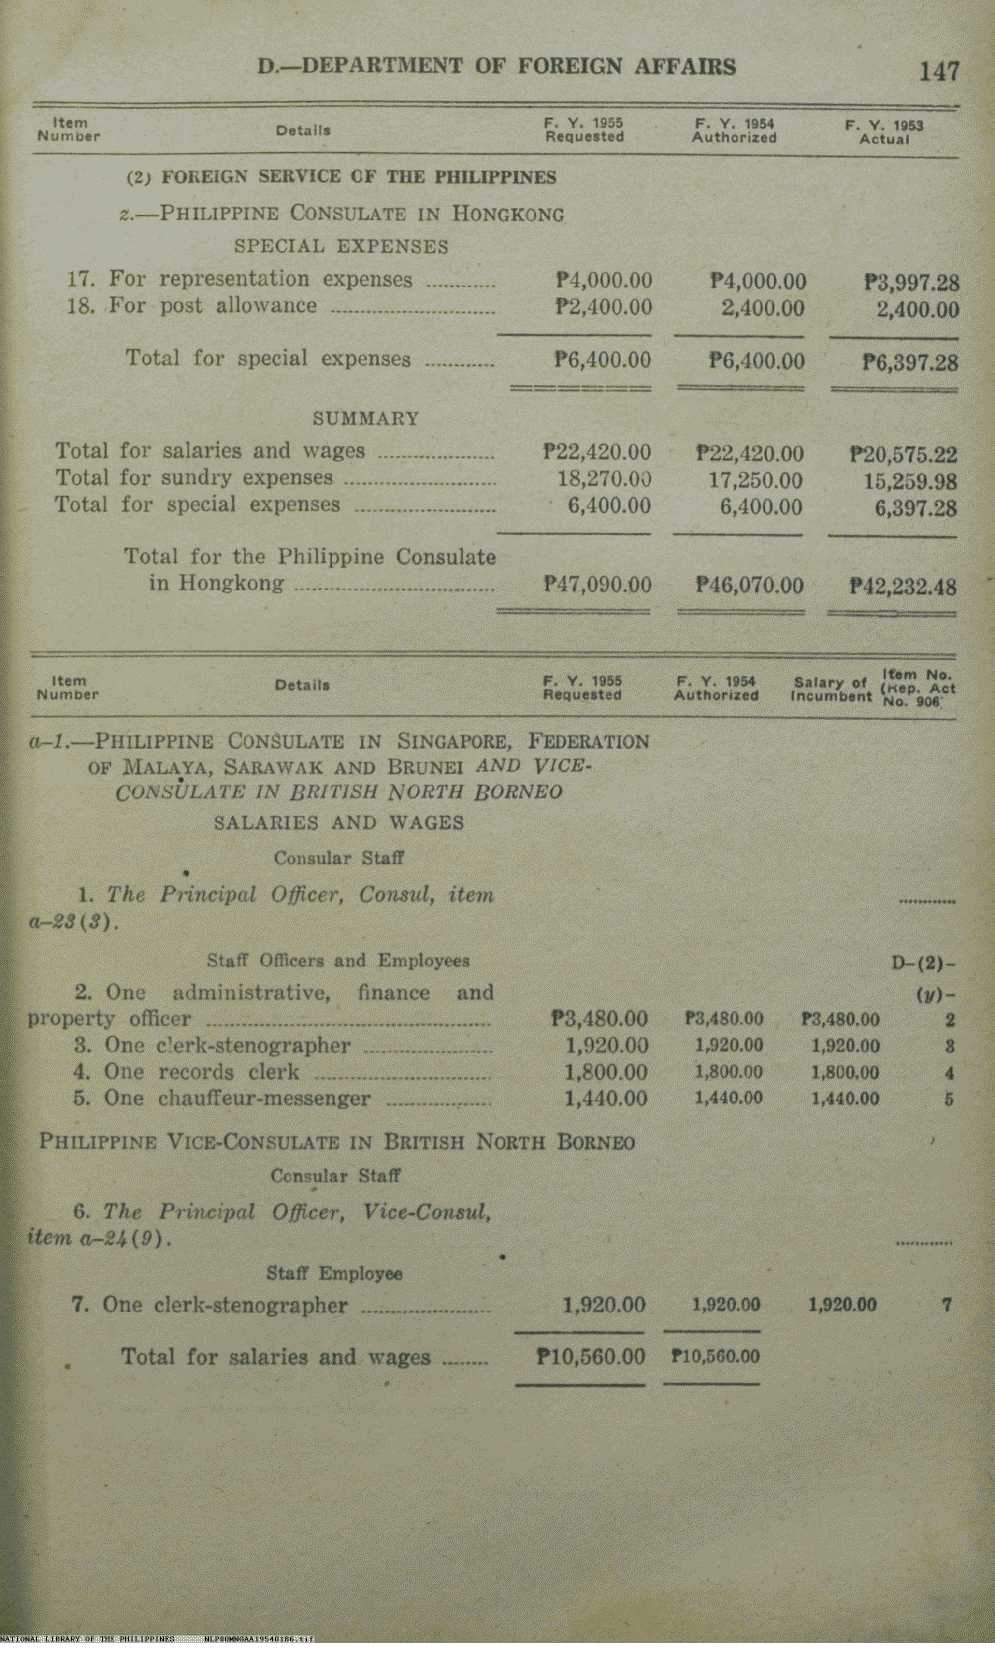 D.—DEPARTMENT OF FOREIGN AFFAIRS 147
Item Number Details F. Y. 1955 Requested F. Y. 1954 Authorized F. Y. 1953 Actual
(2) FOREIGN SERVICE OF THE PHILIPPINES
z.—PHILIPPINE CONSULATE IN HONGKONG
SPECIAL EXPENSES
17. For representation expenses ............ ₱4,000.00 ₱4,000.00 ₱3,997.28
18. For post allowance ............................ ₱2,400.00 2,400.00 2,400.00
Total for special expenses ............ ₱6,400.00 ₱6,400.00 ₱6,397.28
SUMMARY
Total for salaries and wages .................... ₱22,420.00 ₱22,420.00 ₱20,575.22
Total for sundry expenses .......................... 18,270.00 17,250.00 15,259.98
Total for special expenses ........................ 6,400.00 6,400.00 6,397.28
Total for the Philippine Consulate
in Hongkong .................................. ₱47,090.00 ₱46,070.00 ₱42,232.48
Item Number Details F. Y. 1955 Requested F. Y. 1954 Authorized Salary of Incumbent Item No. (Rep. Act No. 906)
a-1.—PHILIPPINE CONSULATE IN SINGAPORE, FEDERATION
OF MALAYA, SARAWAK AND BRUNEI AND VICE-
CONSULATE IN BRITISH NORTH BORNEO
SALARIES AND WAGES
Consular Staff
1. The Principal Officer, Consul, item ............
a-23(3).
Staff Officers and Employees D-(2)-
2. One administrative, finance and (y)-
property officer ................................................ ₱3,480.00 ₱3,480.00 ₱3,480.00 2
3. One clerk-stenographer ...................... 1,920.00 1,920.00 1,920.00 3
4. One records clerk .............................. 1,800.00 1,800.00 1,800.00 4
5. One chauffeur-messenger .................. 1,440.00 1,440.00 1,440.00 5
PHILIPPINE VICE-CONSULATE IN BRITISH NORTH BORNEO
Consular Staff
6. The Principal Officer, Vice-Consul,
item a-24(9). ............
Staff Employee
7. One clerk-stenographer ...................... 1,920.00 1,920.00 1,920.00 7
Total for salaries and wages ........ ₱10,560.00 ₱10,560.00
NATIONAL LIBRARY OF THE PHILIPPINES NLP00MNGAA19540186.tif